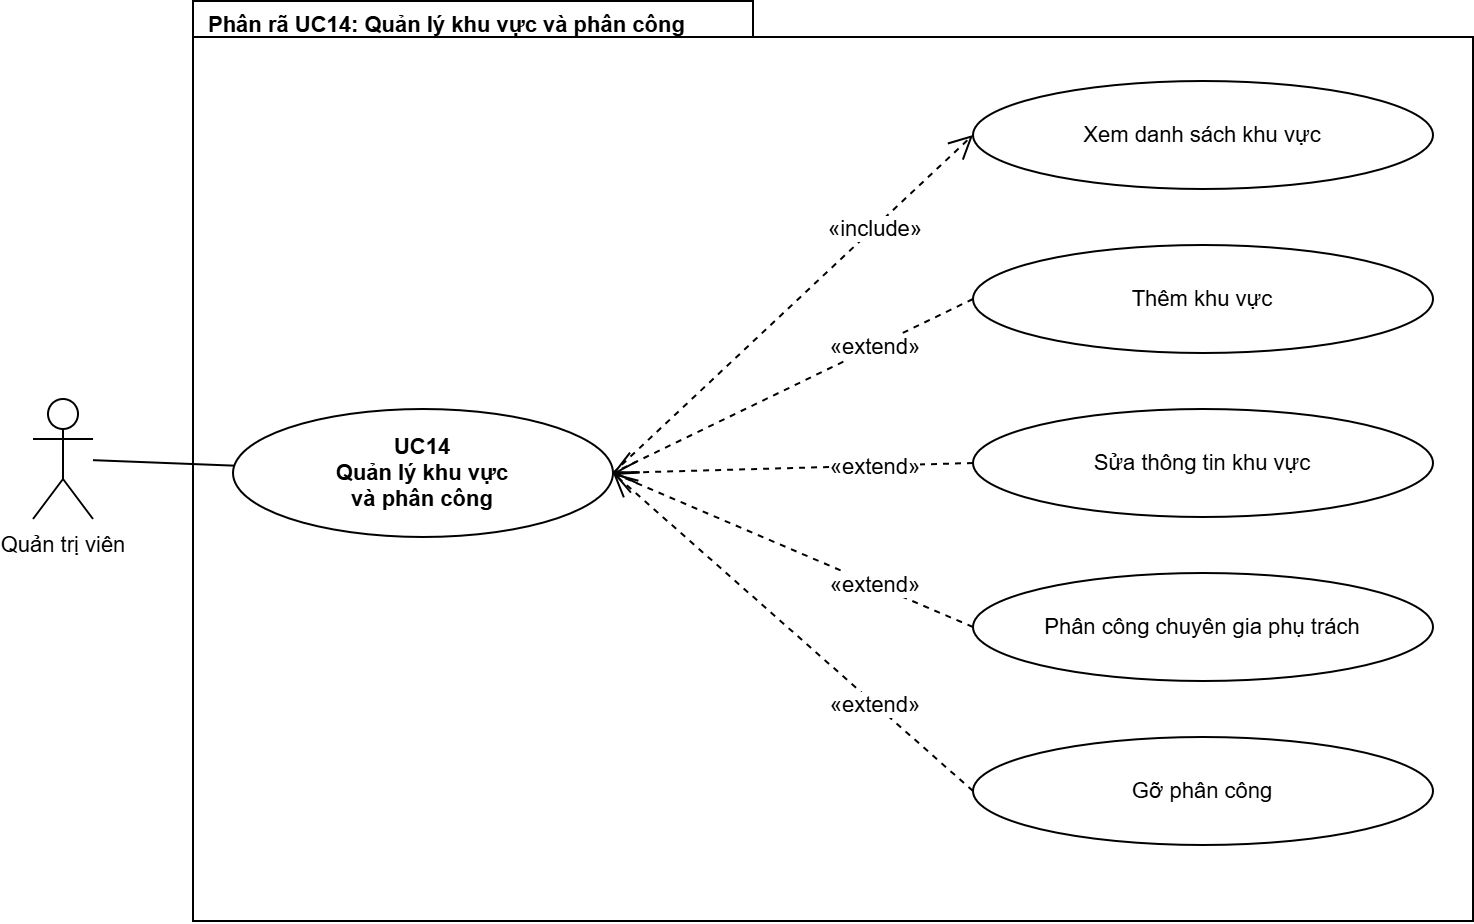 Phân rã UC14: Quản lý khu vực và phân công
Xem danh sách khu vực
«include»
Thêm khu vực
«extend»
UC14
Quản lý khu vực
và phân công
Sửa thông tin khu vực
«extend»
Quản trị viên
«extend»
Phân công chuyên gia phụ trách
«extend»
Gỡ phân công